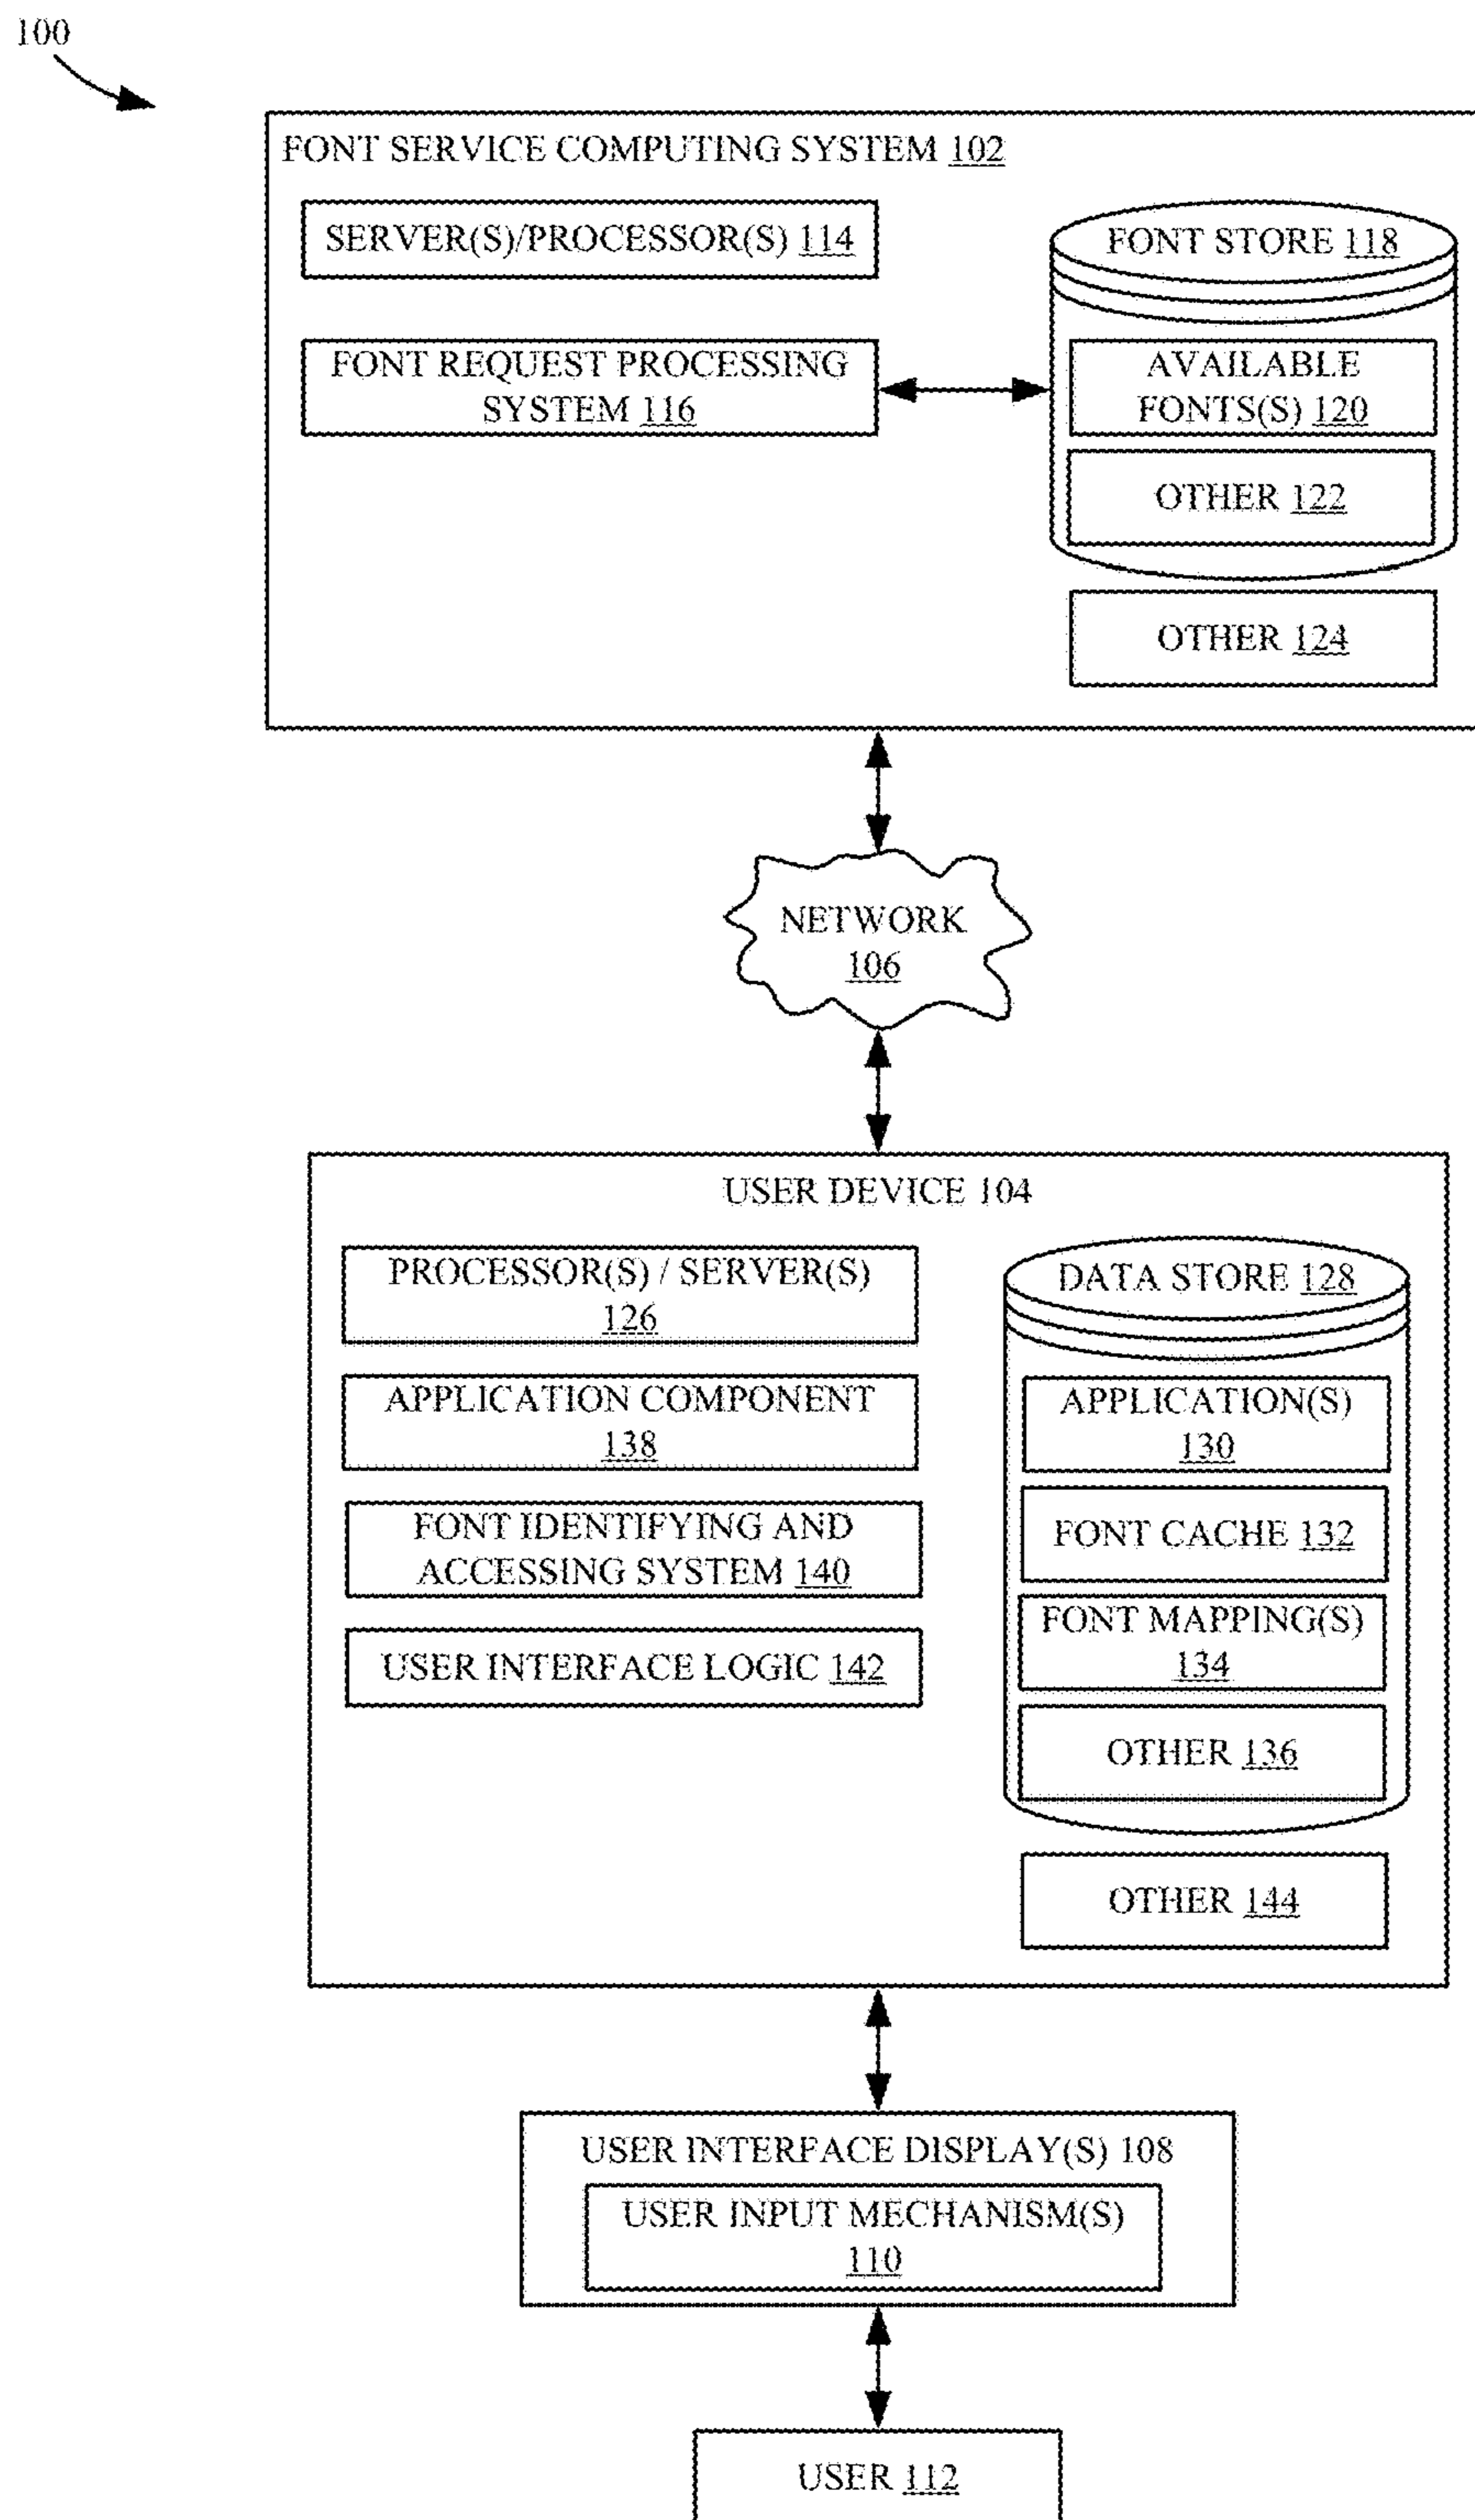 100
FONT SERVICE COMPUTING SYSTEM 102
SERVER(S)/PROCESSOR(S) 114
FONT REQUEST PROCESSING
SYSTEM 116
FONT STORE 118
AVAILABLE
FONTS(S) 120
OTHER 122
OTHER 124
NETWORK
106
USER DEVICE 104
PROCESSOR(S) / SERVER(S)
126
APPLICATION COMPONENT
138
FONT IDENTIFYING AND
ACCESSING SYSTEM 140
USER INTERFACE LOGIC 142
DATA STORE 128
APPLICATION(S)
130
FONT CACHE 132
FONT MAPPING(S)
134
OTHER 136
OTHER 144
USER INTERFACE DISPLAY(S) 108
USER INPUT MECHANISM(S)
110
USER 112